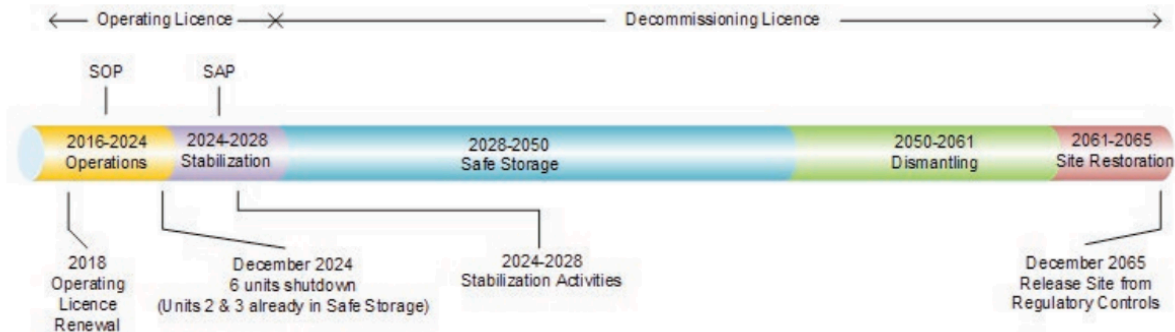 Operating Licence
Decommissioning Licence
SOP
SAP
2016-2024
Operations
2024-2028
Stabilization
2028-2050
Safe Storage
2050-2061
Dismantling
2061-2065
Site Restoration
2018
Operating
Licence
Renewal
December 2024
6 units shutdown
(Units 2 & 3 already in Safe Storage)
2024-2028
Stabilization Activities
December 2065
Release Site from
Regulatory Controls